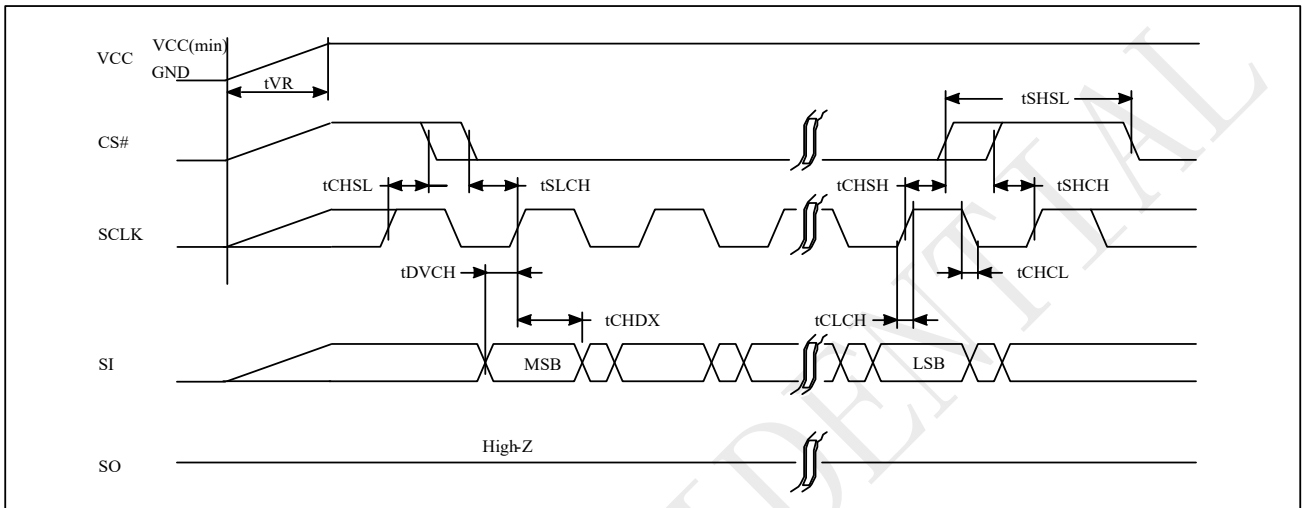 VCC
VCC(min)
GND
tVR
tSHSL
CS#
tCHSL
tSLCH
tCHSH
tSHCH
SCLK
tDVCH
tCHCL
tCHDX
tCLCH
SI
MSB
LSB
High-Z
SO
DENTIAL